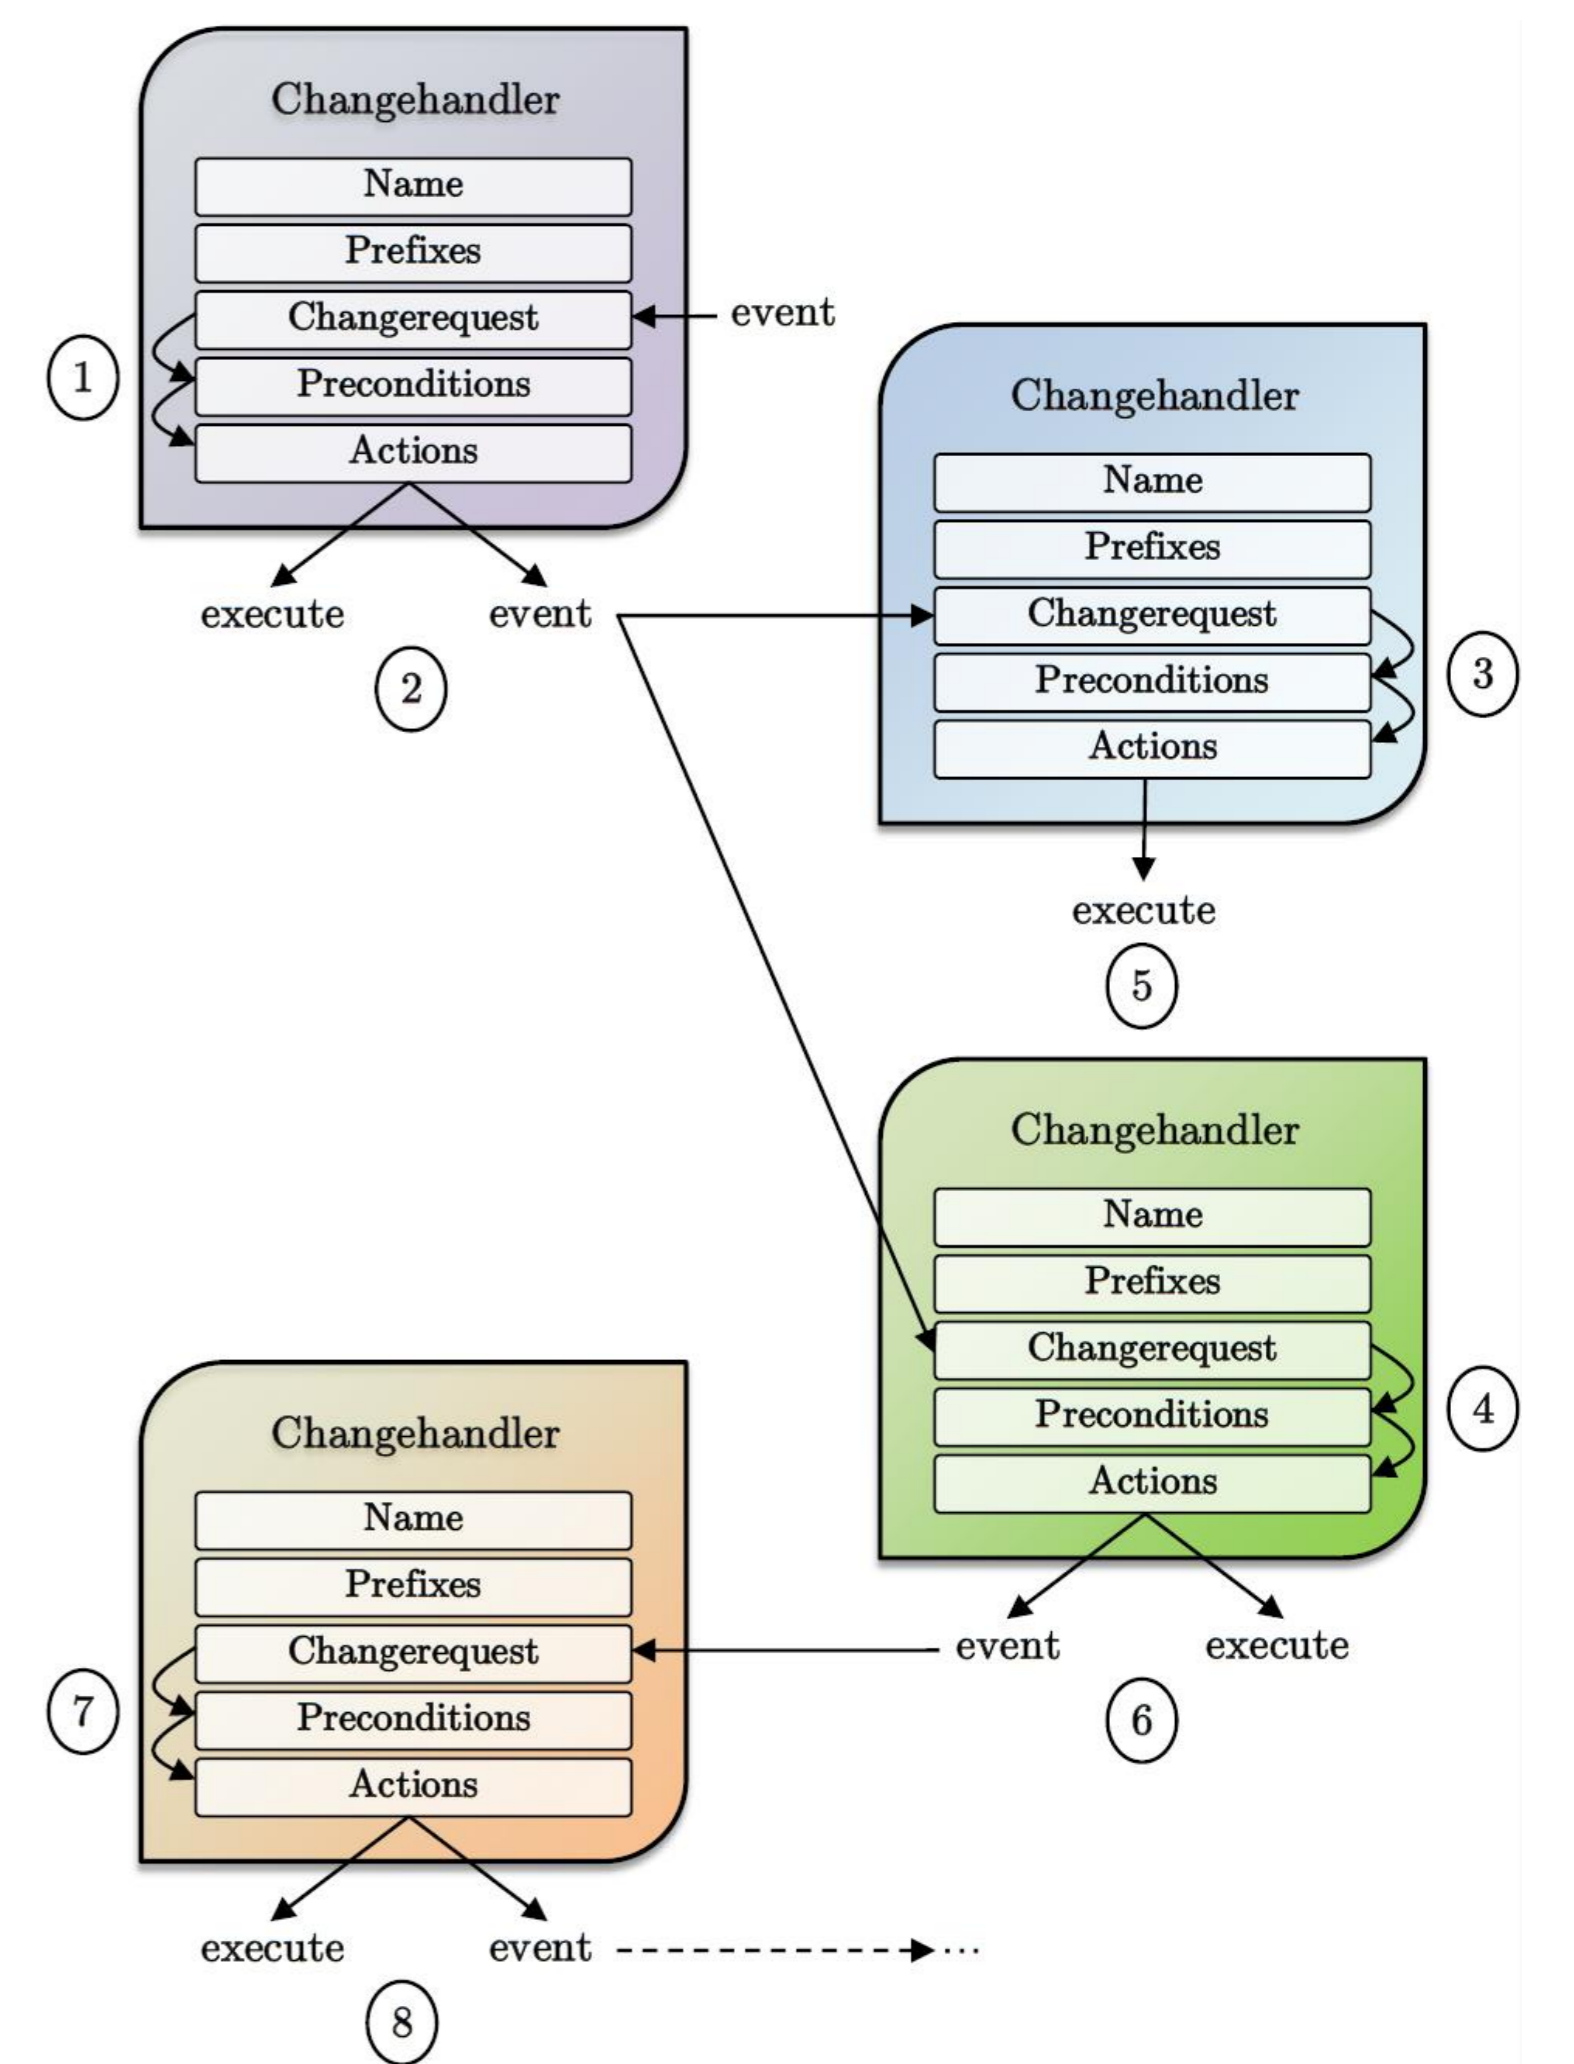 Changehandler
Name
Prefixes
Changerequest
event
Preconditions
1
Actions
execute
event
2
Changehandler
Name
Prefixes
Changerequest
Preconditions
3
Actions
execute
5
Changehandler
Name
Prefixes
Changerequest
Preconditions
4
Actions
event
execute
6
Changehandler
Name
Prefixes
Changerequest
Preconditions
7
Actions
execute
event
...
8